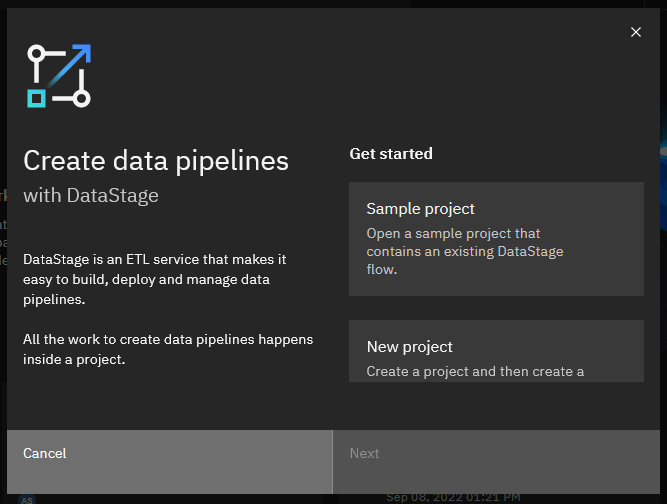 Create data pipelines
with DataStage
DataStage is an ETL service that makes it
easy to build, deploy and manage data
pipelines.
All the work to create data pipelines happens
inside a project.
Get started
Sample project
Open a sample project that
contains an existing DataStage
flow.
New project
Create a project and then create a
Cancel
Next
AS
Sep 08, 2022 01:21 PM